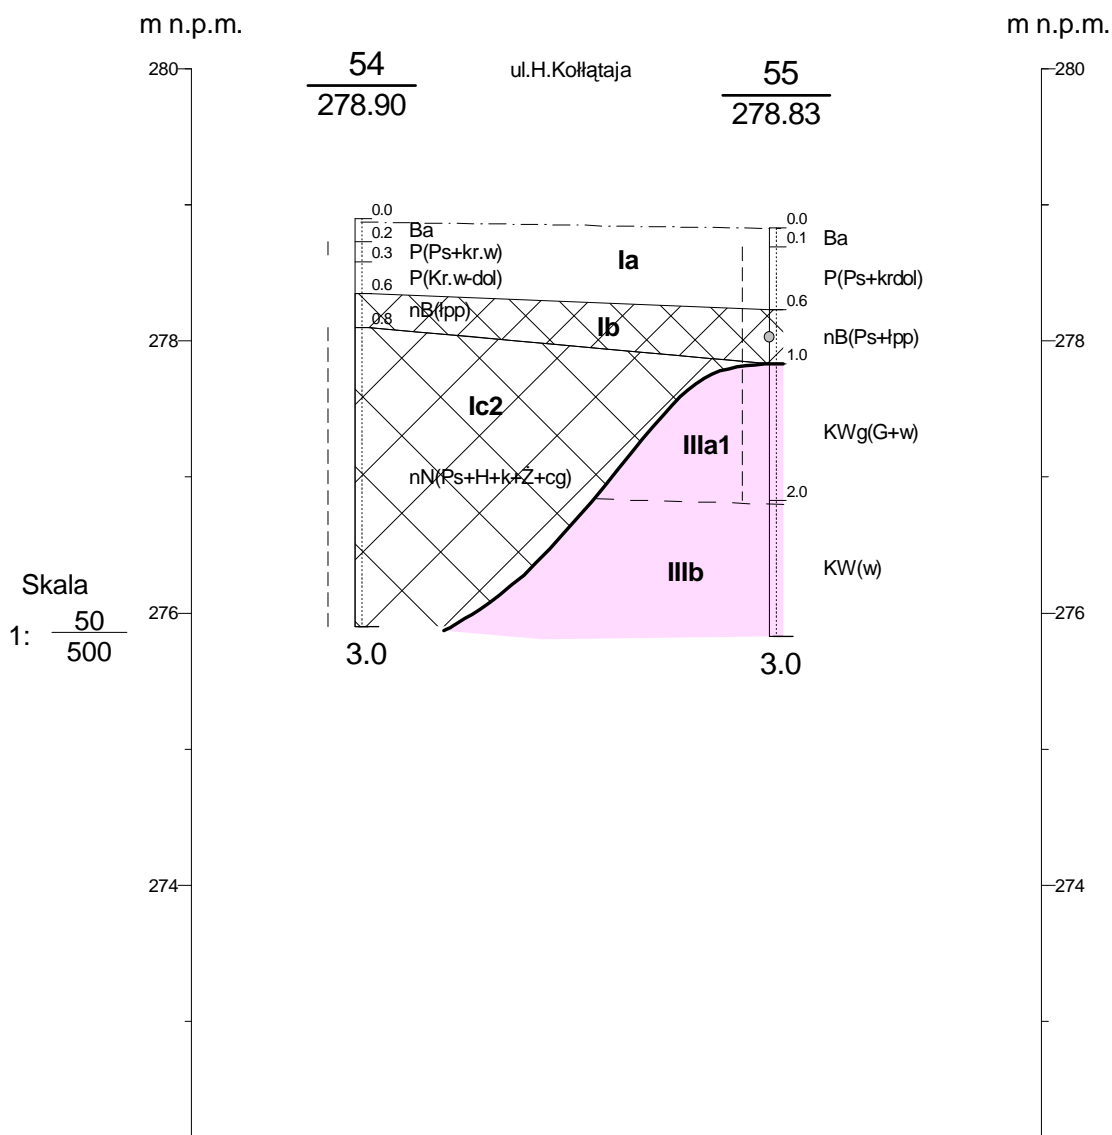 m n.p.m.
m n.p.m.
280
54
278.90
ul.H.Kołłątaja
55
278.83
280
0.0
0.2
Ba
0.3
P(Ps+kr.w)
P(Kr.w-dol)
0.6
nB(łpp)
0.8
Ia
Ib
0.0
0.1
Ba
P(Ps+krdol)
0.6
nB(Ps+łpp)
1.0
278
278
Ic2
IIIa1
KWg(G+w)
nN(Ps+H+k+Ż+cg)
2.0
IIIb
KW(w)
Skala
1: 50
500
276
276
3.0
3.0
274
274